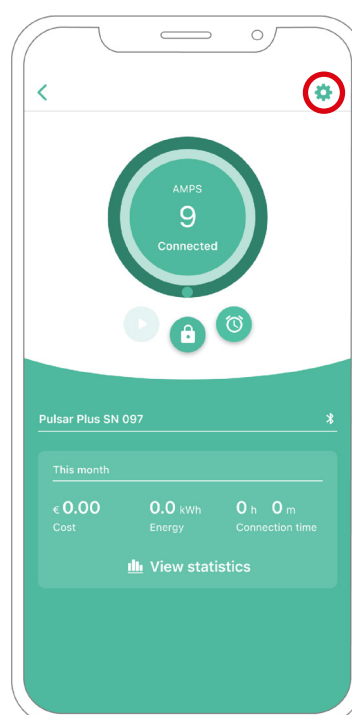 AMPS
9
Connected
Pulsar Plus SN 097
This month
€ 0.00 0.0 kWh 0 h 0 m
Cost Energy Connection time
View statistics